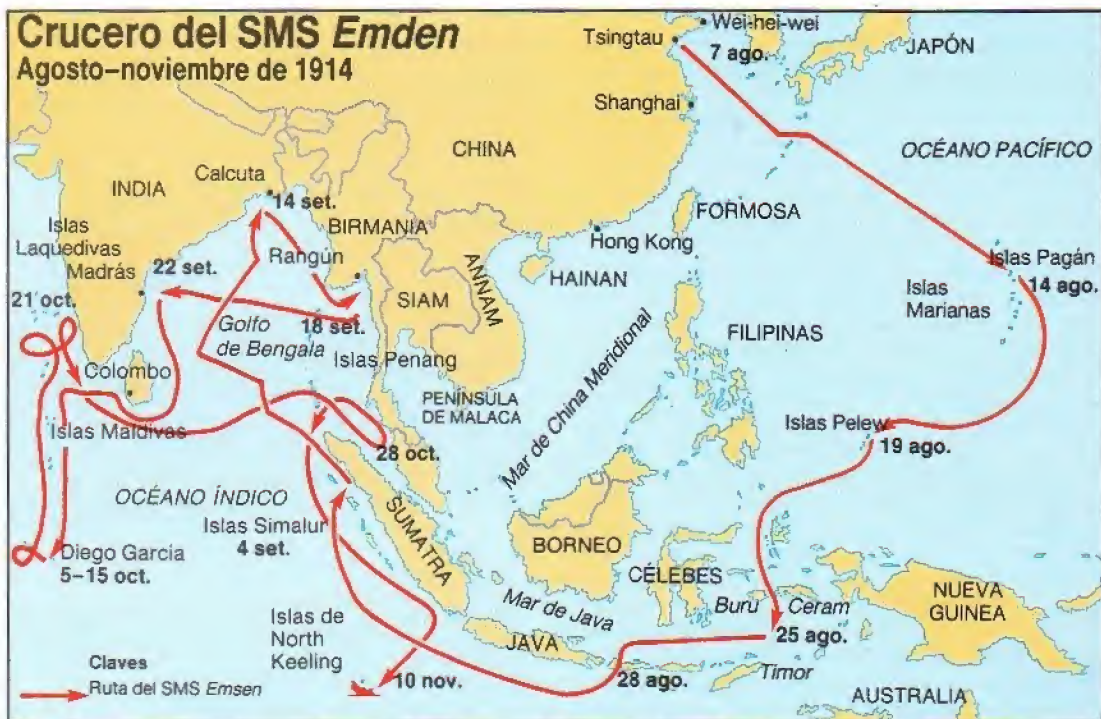 Crucero del SMS Emden
Agosto–noviembre de 1914
Wei-hei-wei
Tsingtau
7 ago.
JAPÓN
Shanghai
CHINA
OCÉANO PACÍFICO
INDIA
Calcuta
14 set.
BIRMANIA
FORMOSA
Islas
Laquedivas
Madrás
22 set.
Rangún
Hong Kong
HAINAN
ANNAM
SIAM
Islas Pagán
14 ago.
Islas
Marianas
21 oct.
18 set.
Golfo
de Bengala
Islas Penang
FILIPINAS
Colombo
PENÍNSULA
DE MALACA
Mar de China Meridional
Islas Maldivas
28 oct.
Islas Pelew
19 ago.
OCÉANO ÍNDICO
Islas Simalur
4 set.
SUMATRA
BORNEO
CÉLEBES
Diego Garcia
5–15 oct.
Mar de Java
Buru
Ceram
NUEVA
GUINEA
Islas de
North
Keeling
JAVA
25 ago.
10 nov.
28 ago.
Timor
AUSTRALIA
Claves
Ruta del SMS Emsen